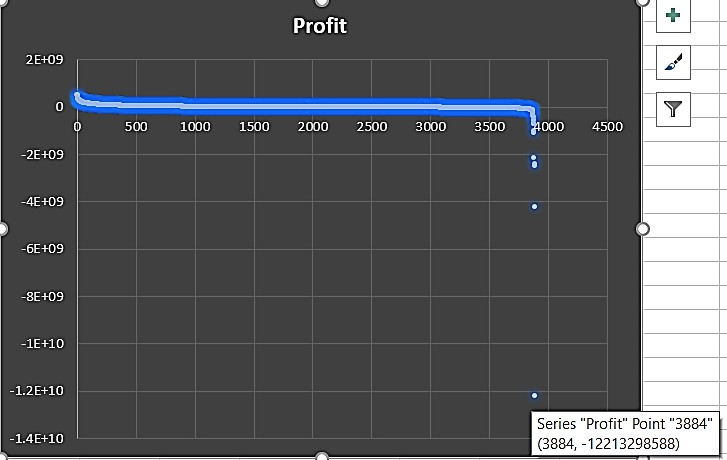 Profit
2E+09
0
0 500 1000 1500 2000 2500 3000 3500 4000 4500
-2E+09
-4E+09
-6E+09
-8E+09
-1E+10
-1.2E+10
-1.4E+10
Series "Profit" Point "3884"
(3884, -12213298588)